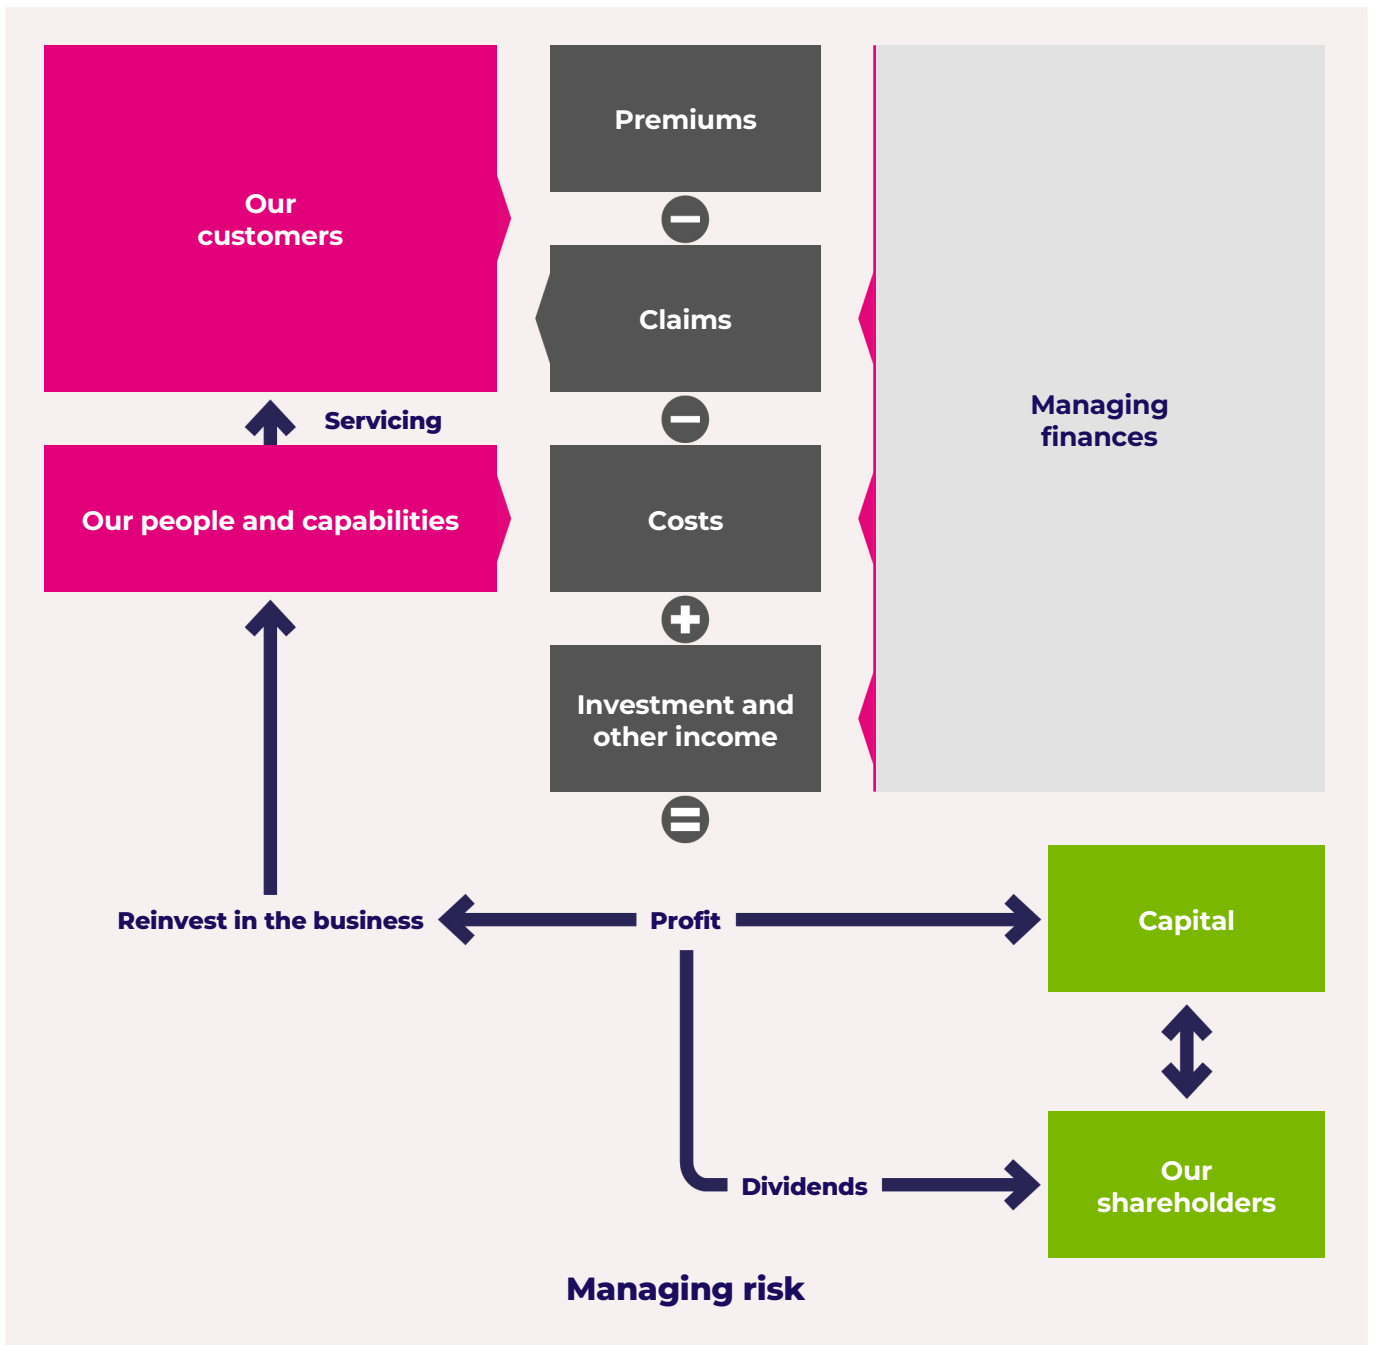 Our
customers
Premiums
Claims
Servicing
Our people and capabilities
Costs
Managing
finances
Investment and
other income
Reinvest in the business
Profit
Capital
Dividends
Our
shareholders
Managing risk